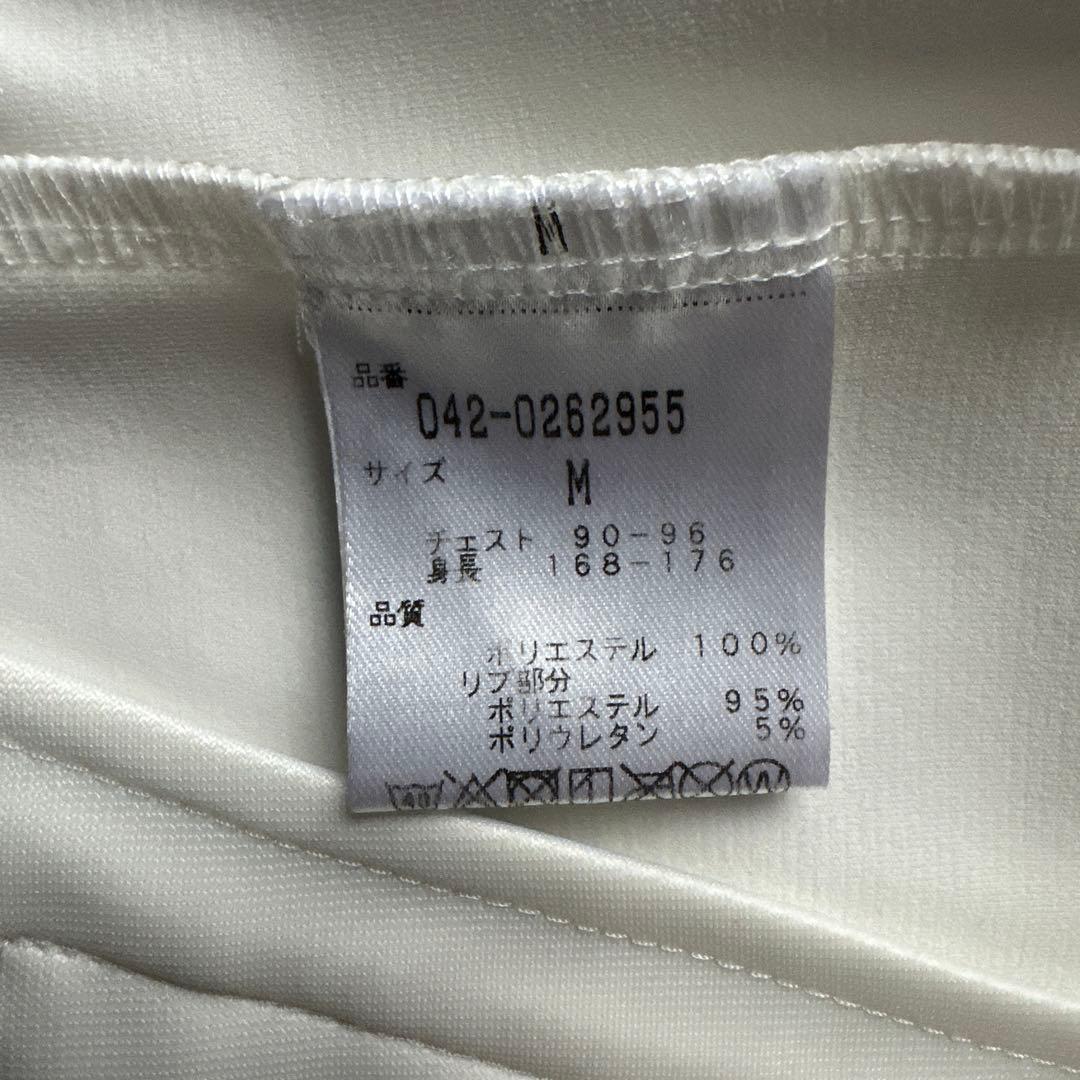 M
品番
042-0262955
サイズ
M
チェスト 90-96
身長 168-176
品質
ポリエステル 100%
リブ部分
ポリエステル 95%
ポリウレタン 5%
40
W